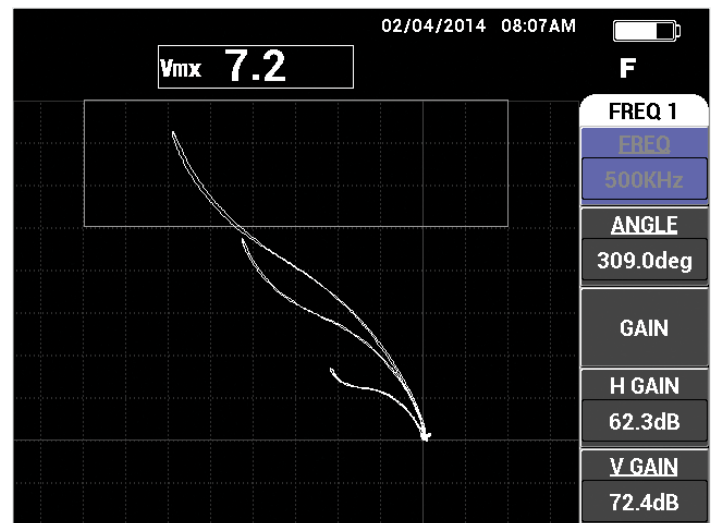 02/04/2014 08:07AM
Vmx 7.2
F
FREQ 1
FREQ
500KHz
ANGLE
309.0deg
GAIN
H GAIN
62.3dB
V GAIN
72.4dB